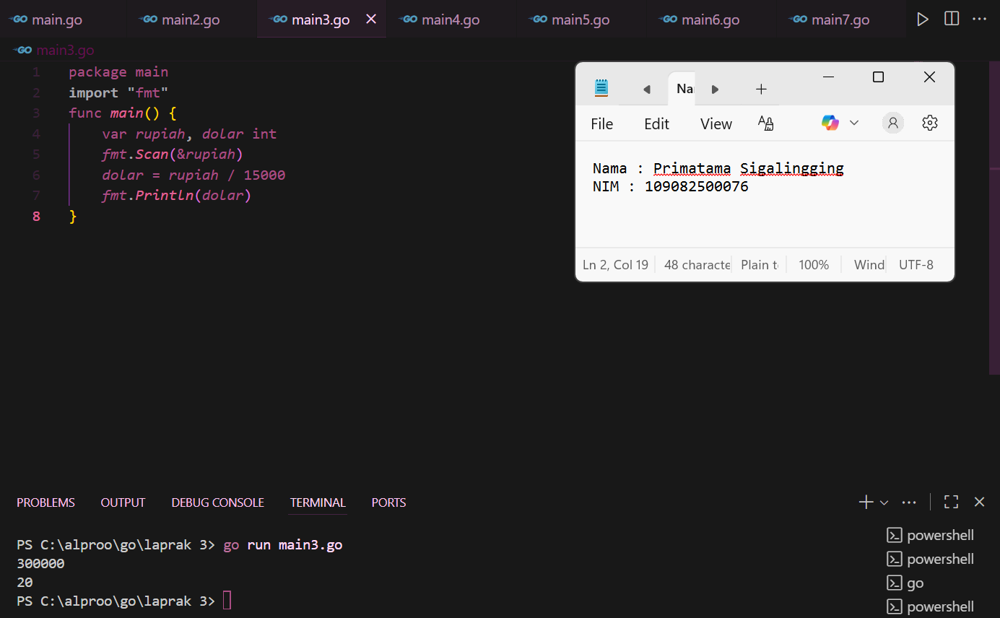 main.go main2.go main3.go main4.go main5.go main6.go main7.go
main3.go
1 package main
2 import "fmt"
3 func main() {
4 var rupiah, dolar int
5 fmt.Scan(&rupiah)
6 dolar = rupiah / 15000
7 fmt.Println(dolar)
8 }
Na
File Edit View
Nama : Primatama Sigalingging
NIM : 109082500076
Ln 2, Col 19 48 characte Plain t 100% Wind UTF-8
PROBLEMS OUTPUT DEBUG CONSOLE TERMINAL PORTS
PS C:\alproo\go\laprak 3> go run main3.go
300000
20
PS C:\alproo\go\laprak 3>
powershell
powershell
go
powershell